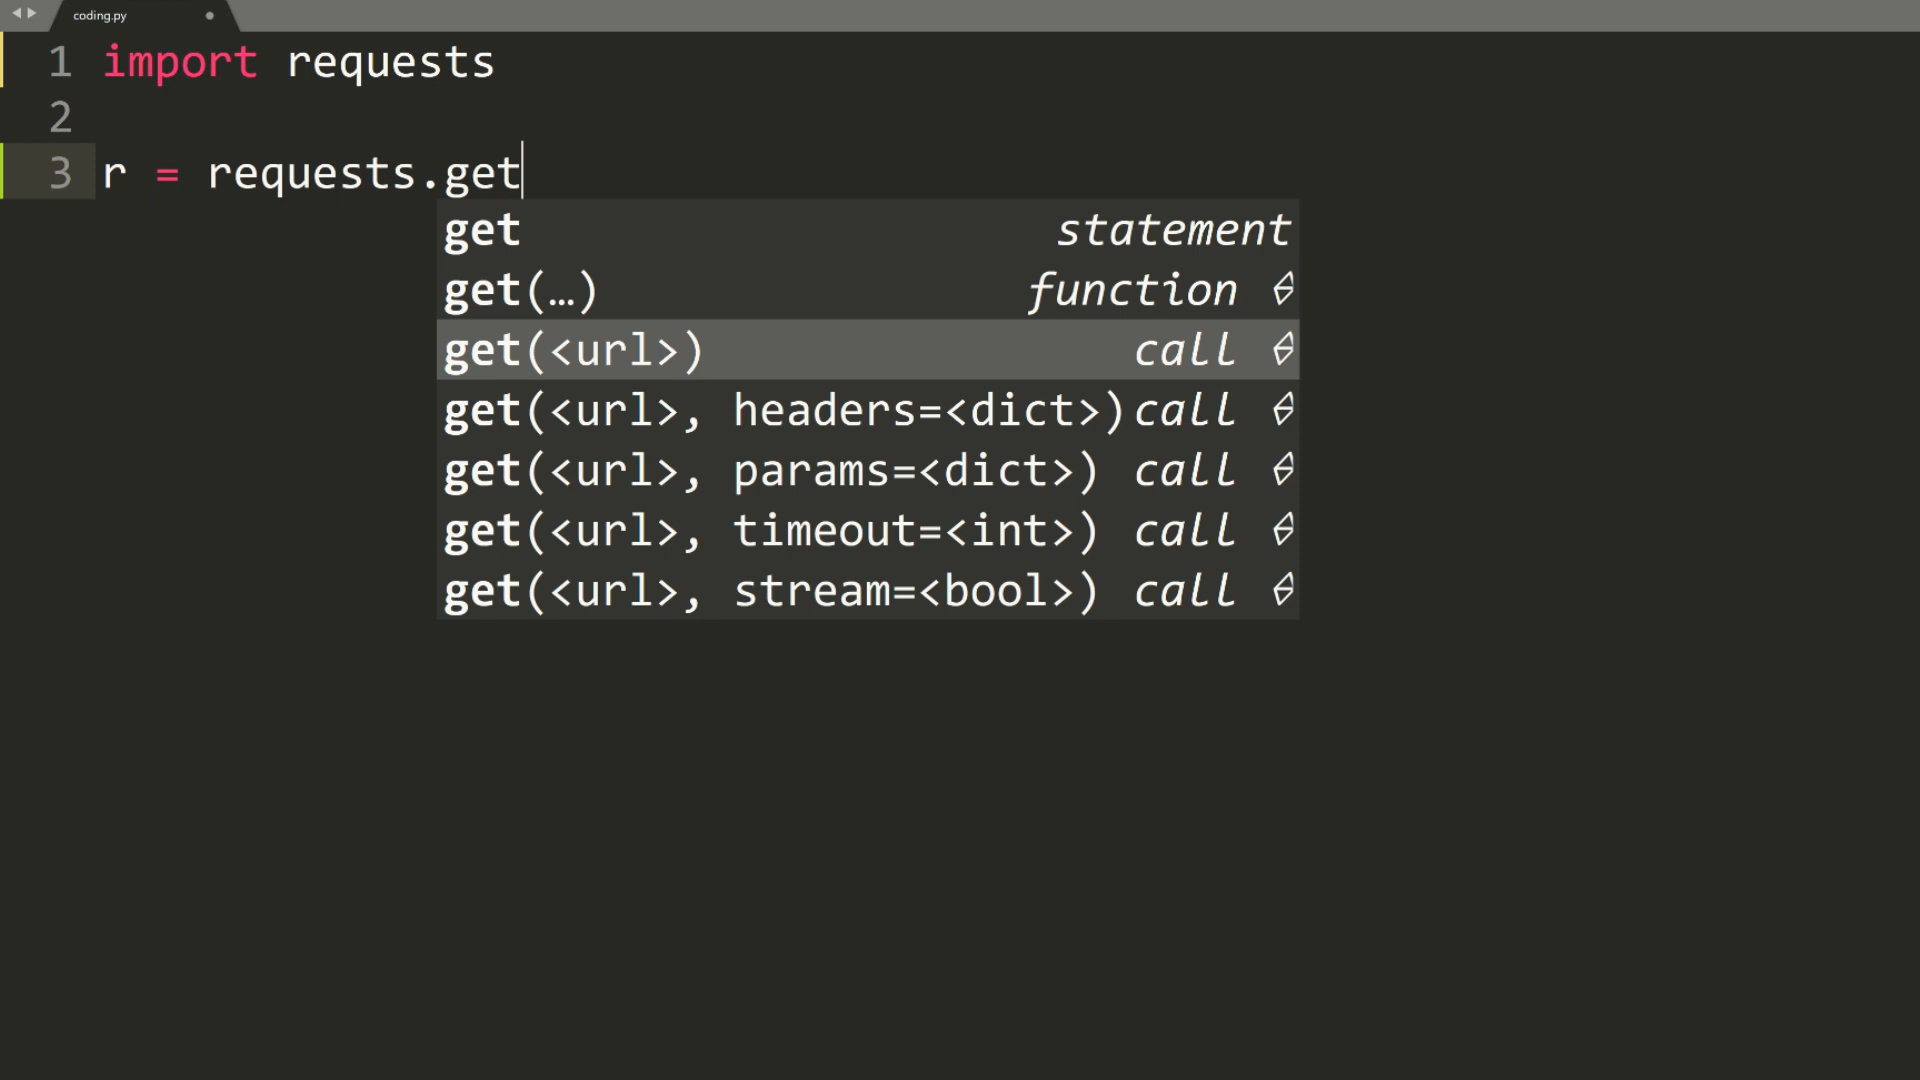 coding.py
1 import requests
2
3 r = requests.get
get statement
get(…) function
get(<url>) call
get(<url>, headers=<dict>) call
get(<url>, params=<dict>) call
get(<url>, timeout=<int>) call
get(<url>, stream=<bool>) call